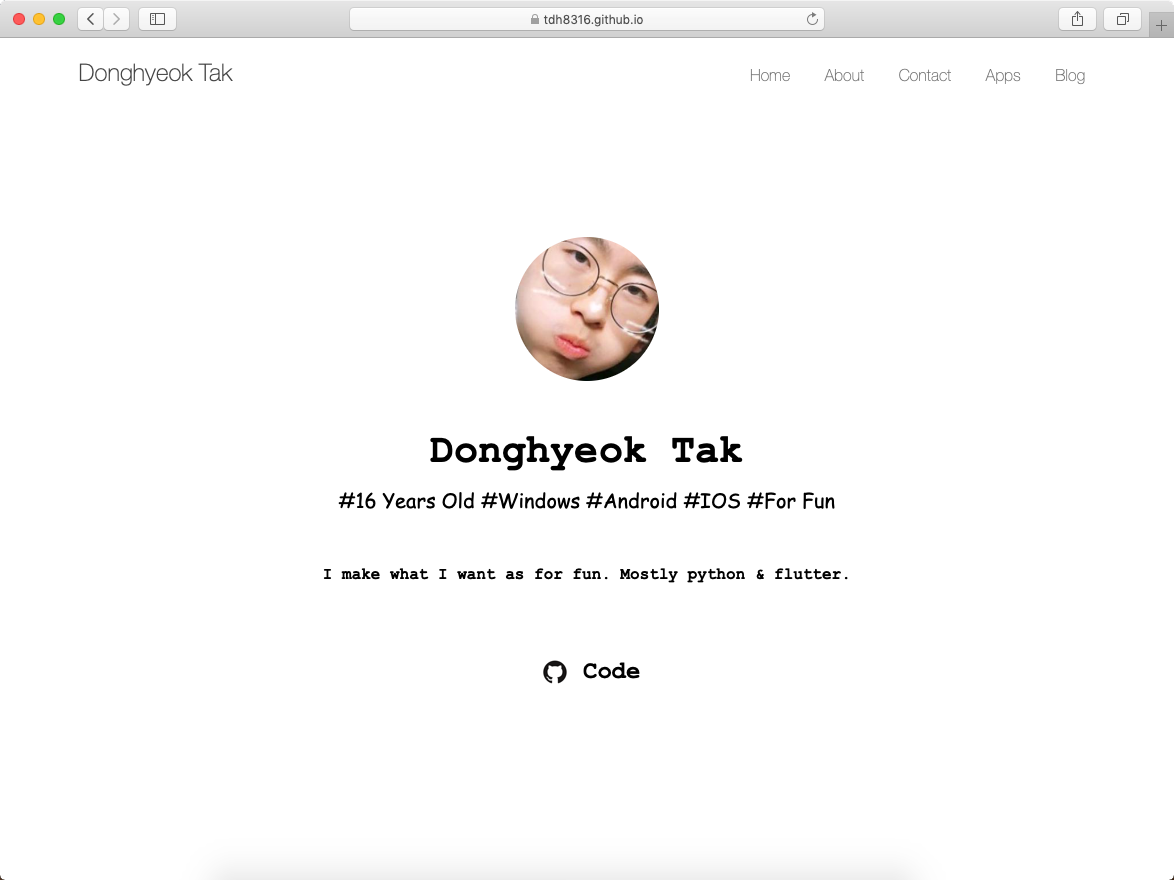 tdh8316.github.io
Donghyeok Tak
Home About Contact Apps Blog
Donghyeok Tak
#16 Years Old #Windows #Android #IOS #For Fun
I make what I want as for fun. Mostly python & flutter.
Code